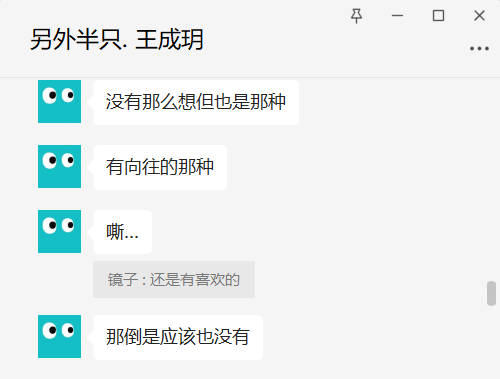 另外半只. 王成玥
没有那么想但也是那种
有向往的那种
嘶...
镜子 : 还是有喜欢的
那倒是应该也没有